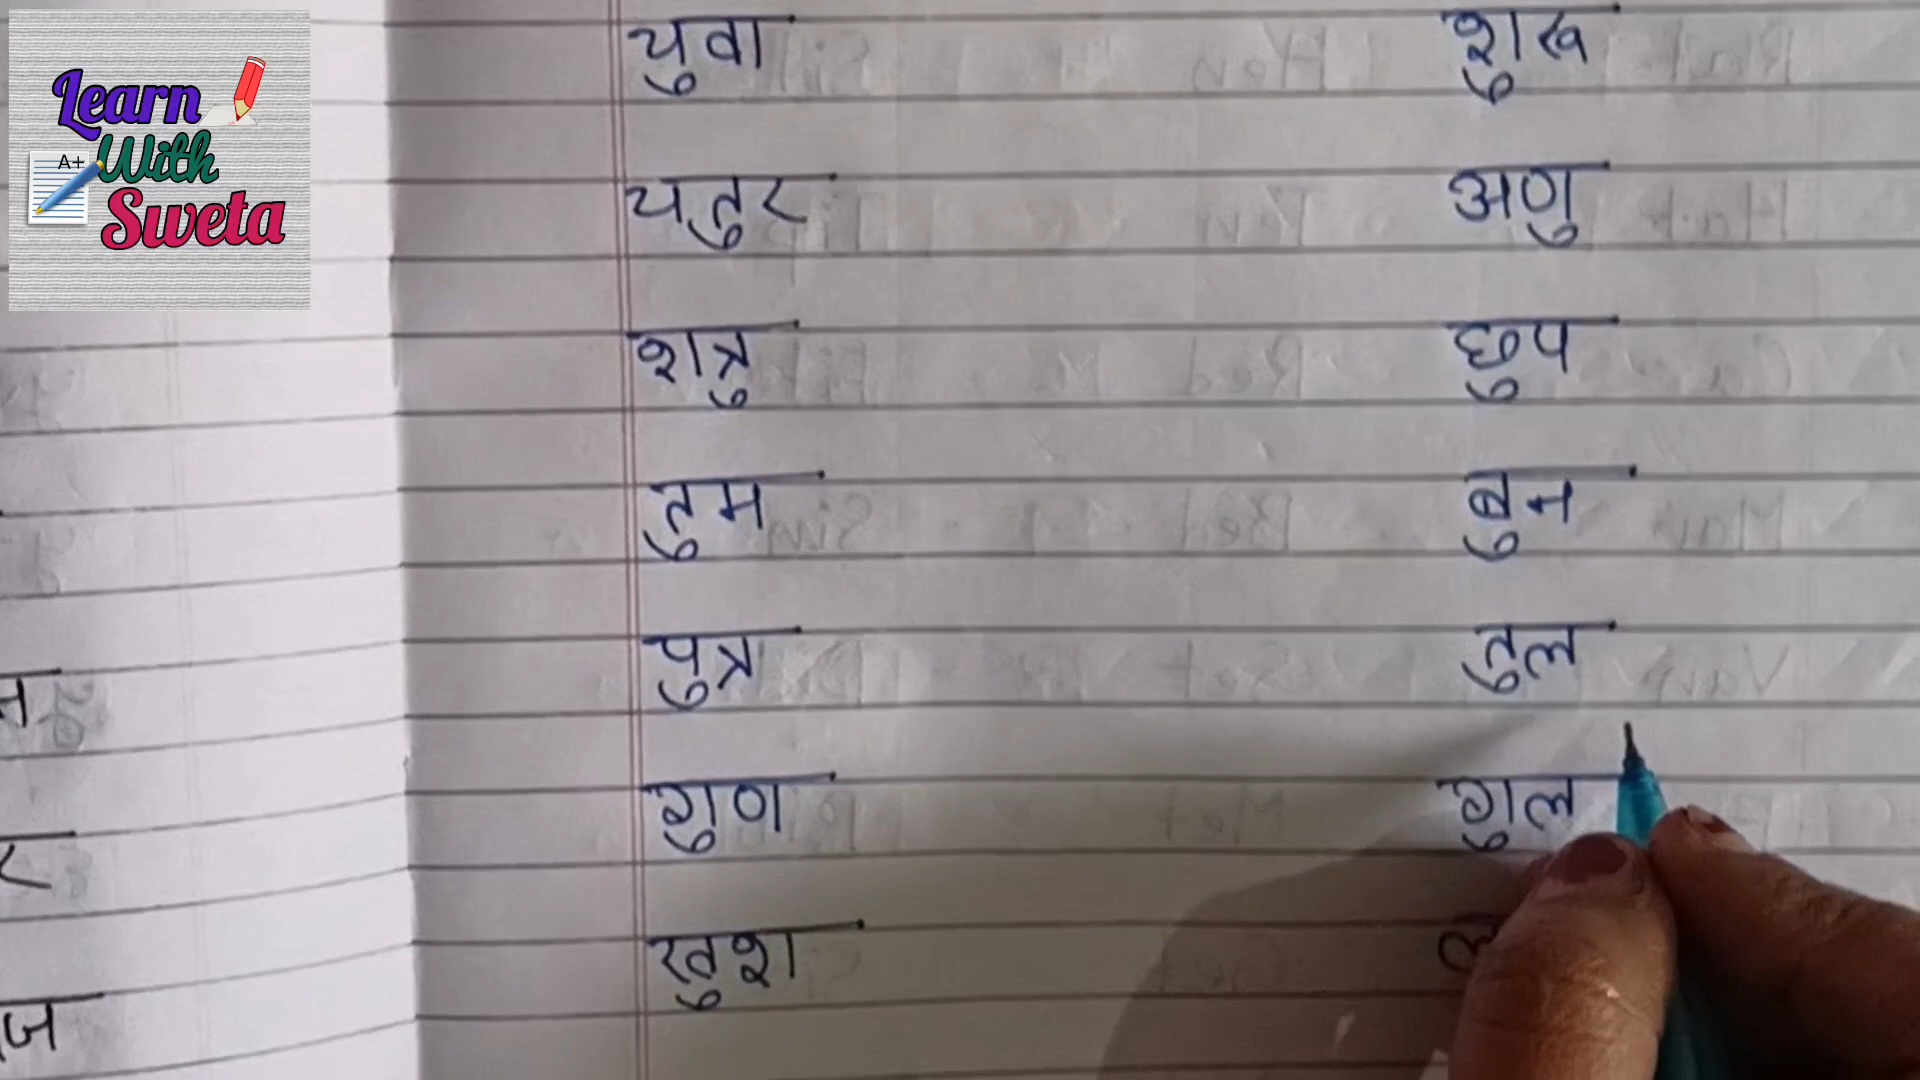 Learn
With
Sweta
A+
युवा शुख
चतुर अणु
शत्रु छुप
तुम बुन
पुत्र तुल
गुण गुल
खुश